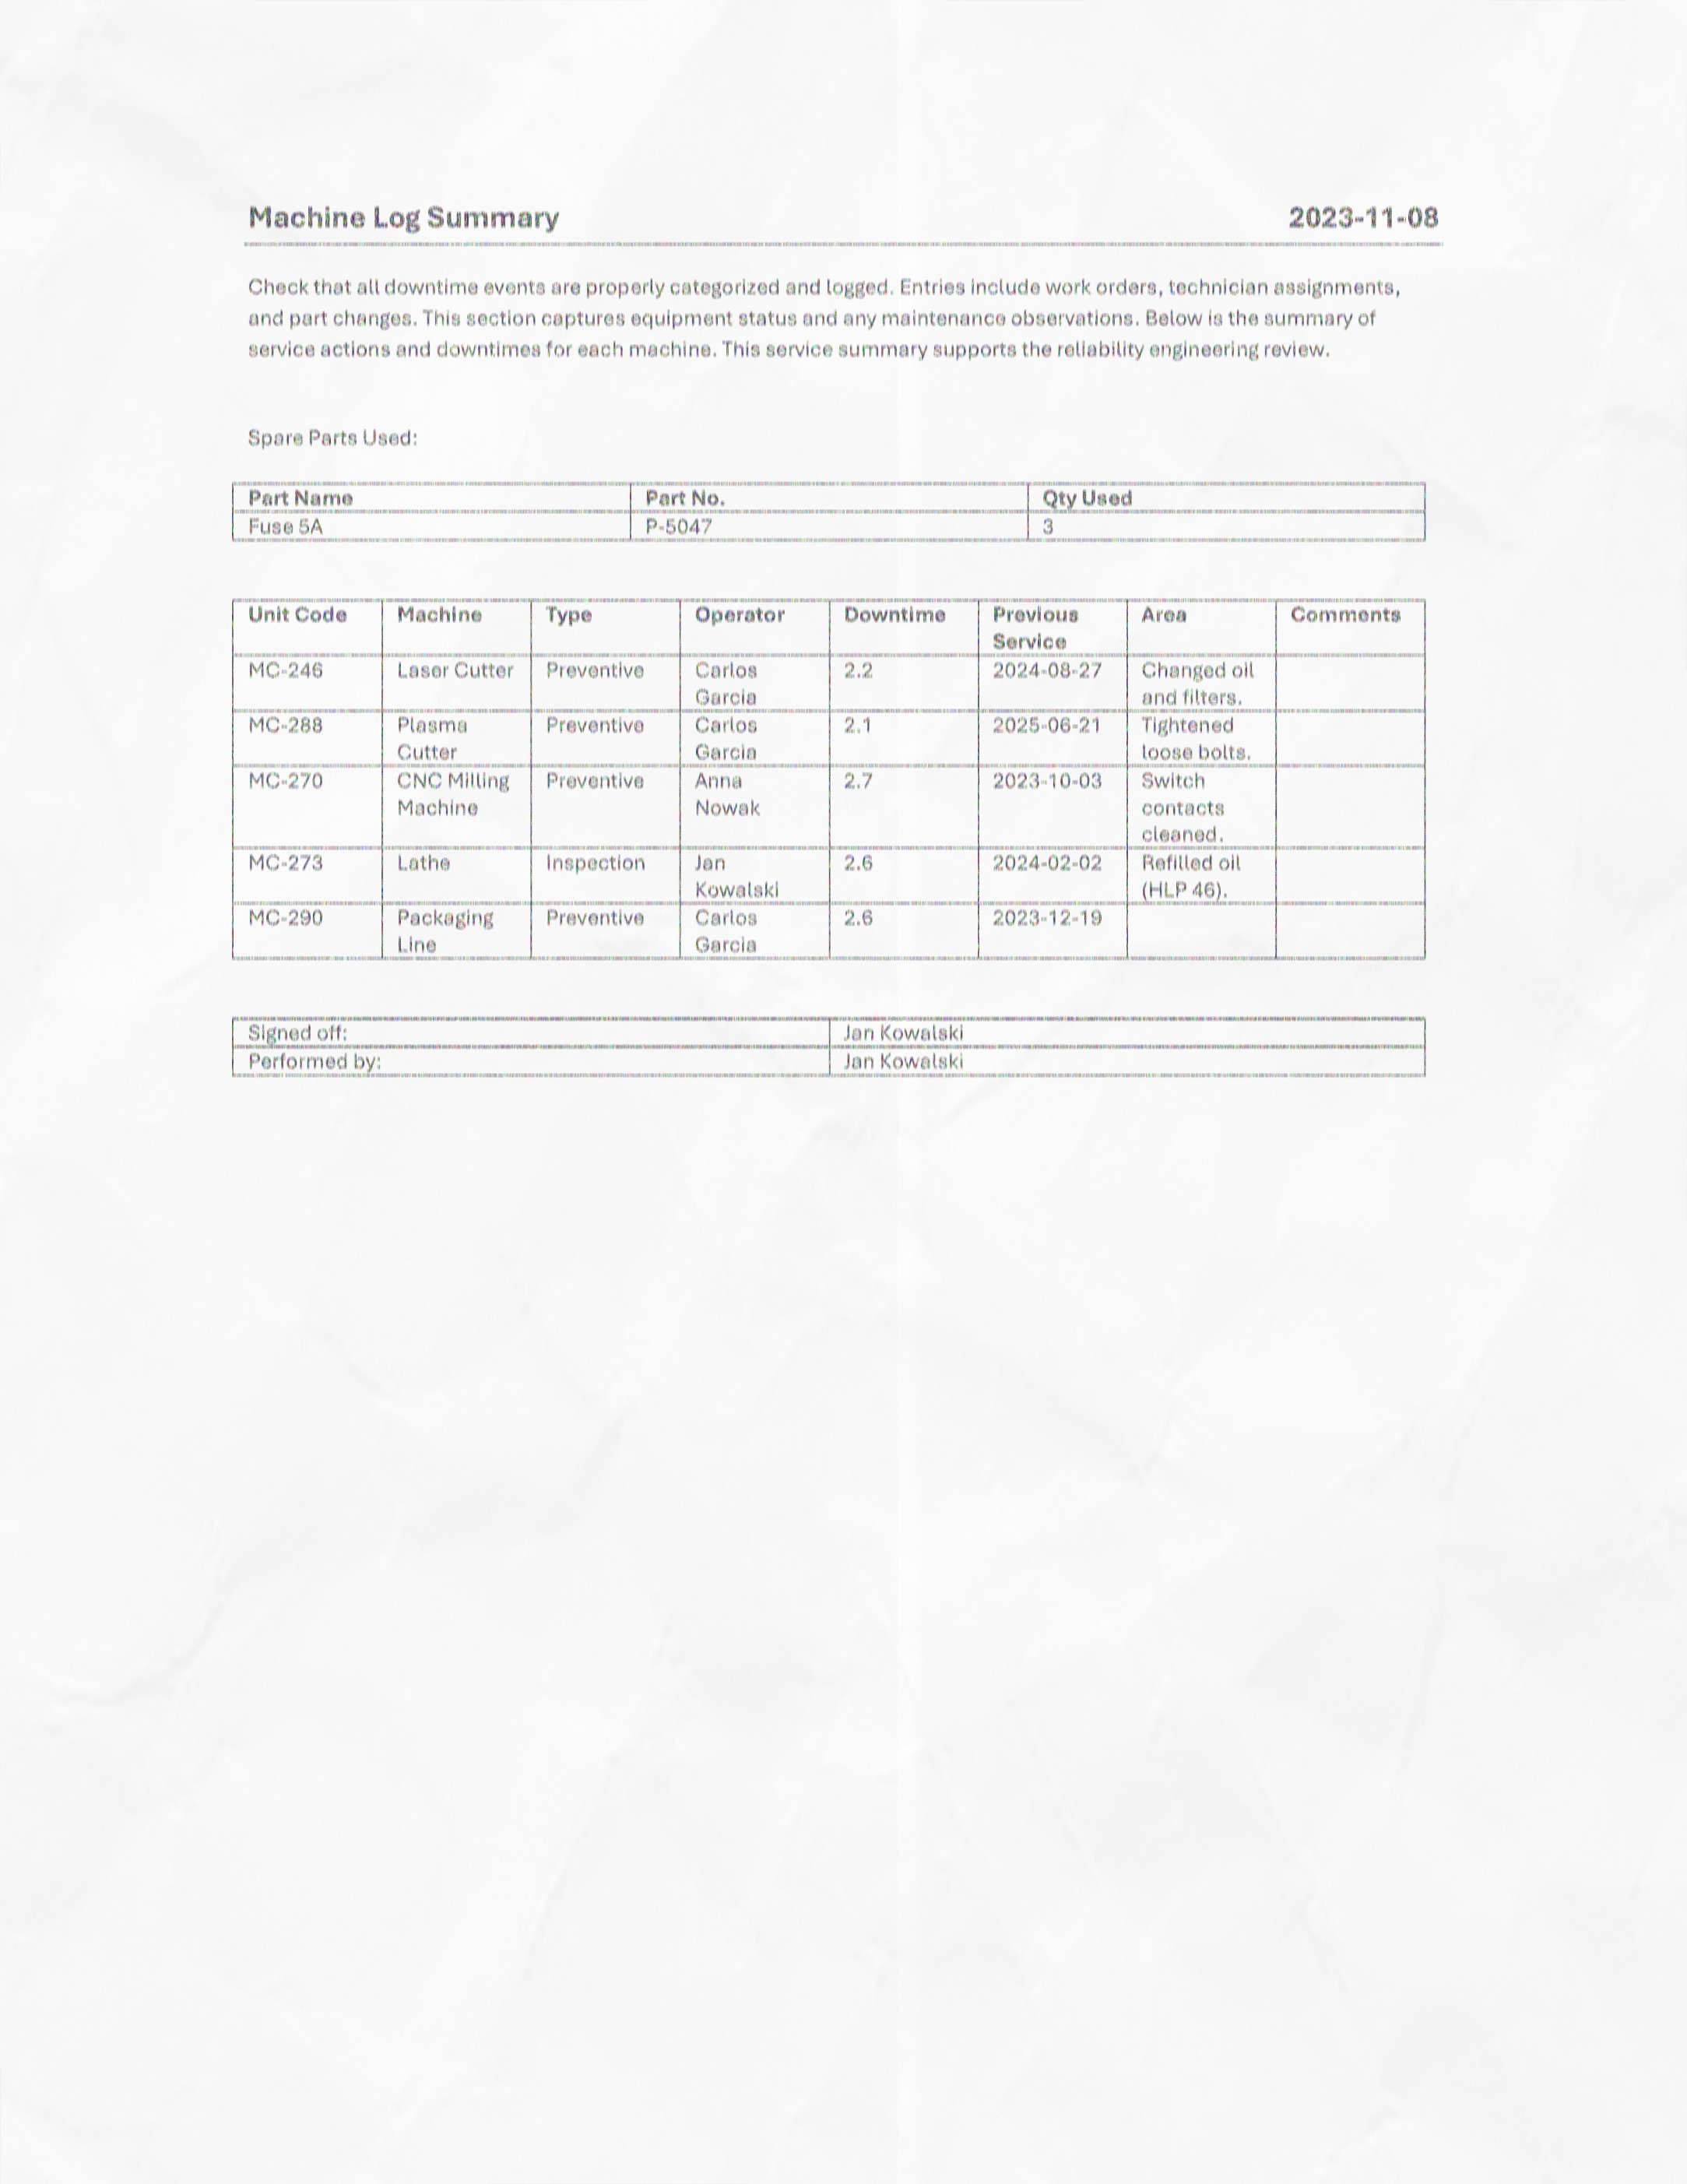 Machine Log Summary 2023-11-08
Check that all downtime events are properly categorized and logged. Entries include work orders, technician assignments,
and part changes. This section captures equipment status and any maintenance observations. Below is the summary of
service actions and downtimes for each machine. This service summary supports the reliability engineering review.
Spare Parts Used:
Part Name Part No. Qty Used
Fuse 5A P-5047 3
Unit Code Machine Type Operator Downtime Previous Area Comments
Service
MC-246 Laser Cutter Preventive Carlos 2.2 2024-08-27 Changed oil
Garcia and filters.
MC-288 Plasma Preventive Carlos 2.1 2025-06-21 Tightened
Cutter Garcia loose bolts.
MC-270 CNC Milling Preventive Anna 2.7 2023-10-03 Switch
Machine Nowak contacts
cleaned.
MC-273 Lathe Inspection Jan 2.6 2024-02-02 Refilled oil
Kowalski (HLP 46).
MC-290 Packaging Preventive Carlos 2.6 2023-12-19
Line Garcia
Signed off: Jan Kowalski
Performed by: Jan Kowalski